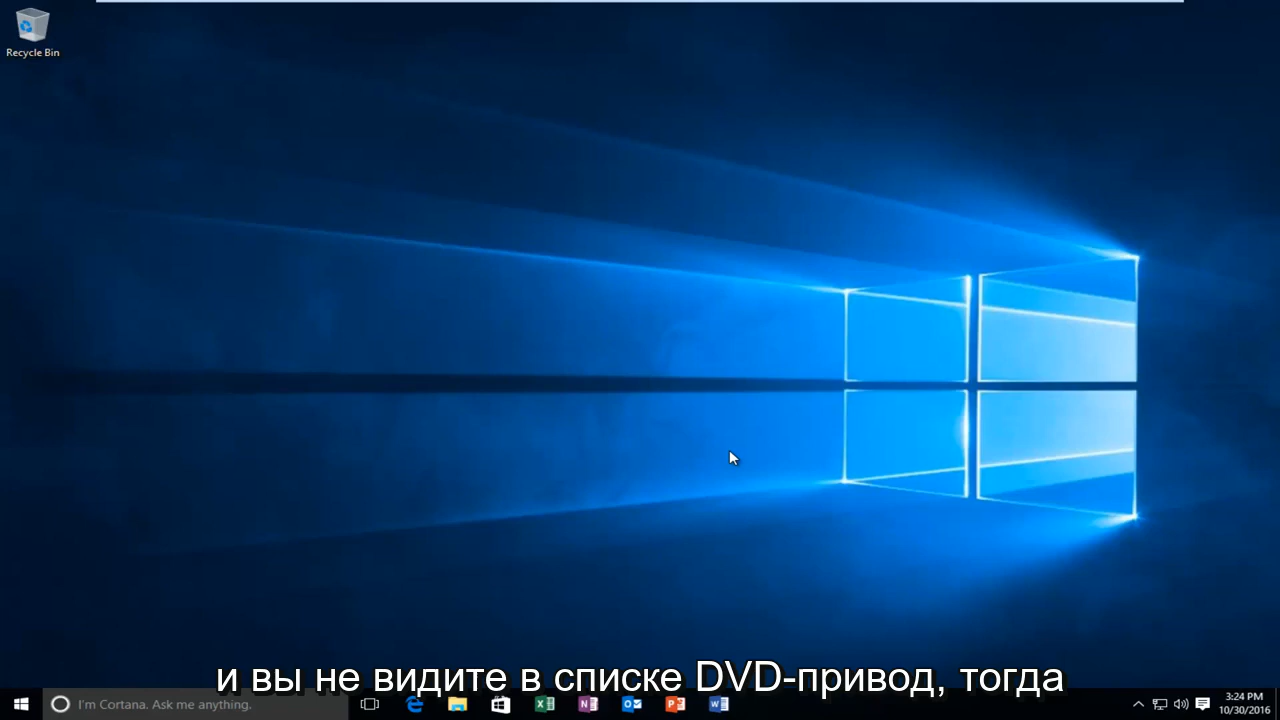 Recycle Bin
и вы не видите в списке DVD-привод, тогда
I'm Cortana. Ask me anything.
3:24 PM
10/30/2016